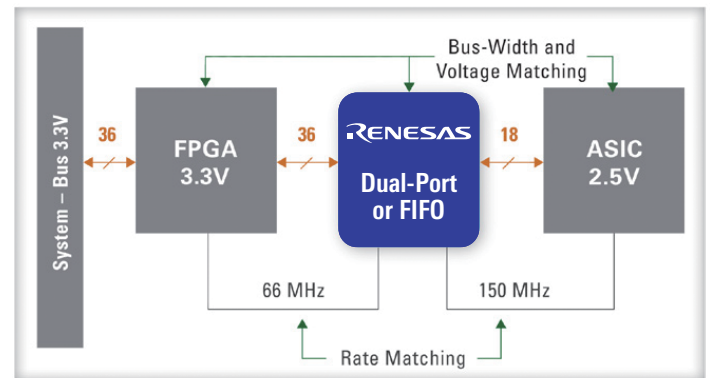 Bus-Width and
Voltage Matching
System – Bus 3.3V
36
FPGA
3.3V
36
RENESAS
Dual-Port
or FIFO
18
ASIC
2.5V
66 MHz
150 MHz
Rate Matching